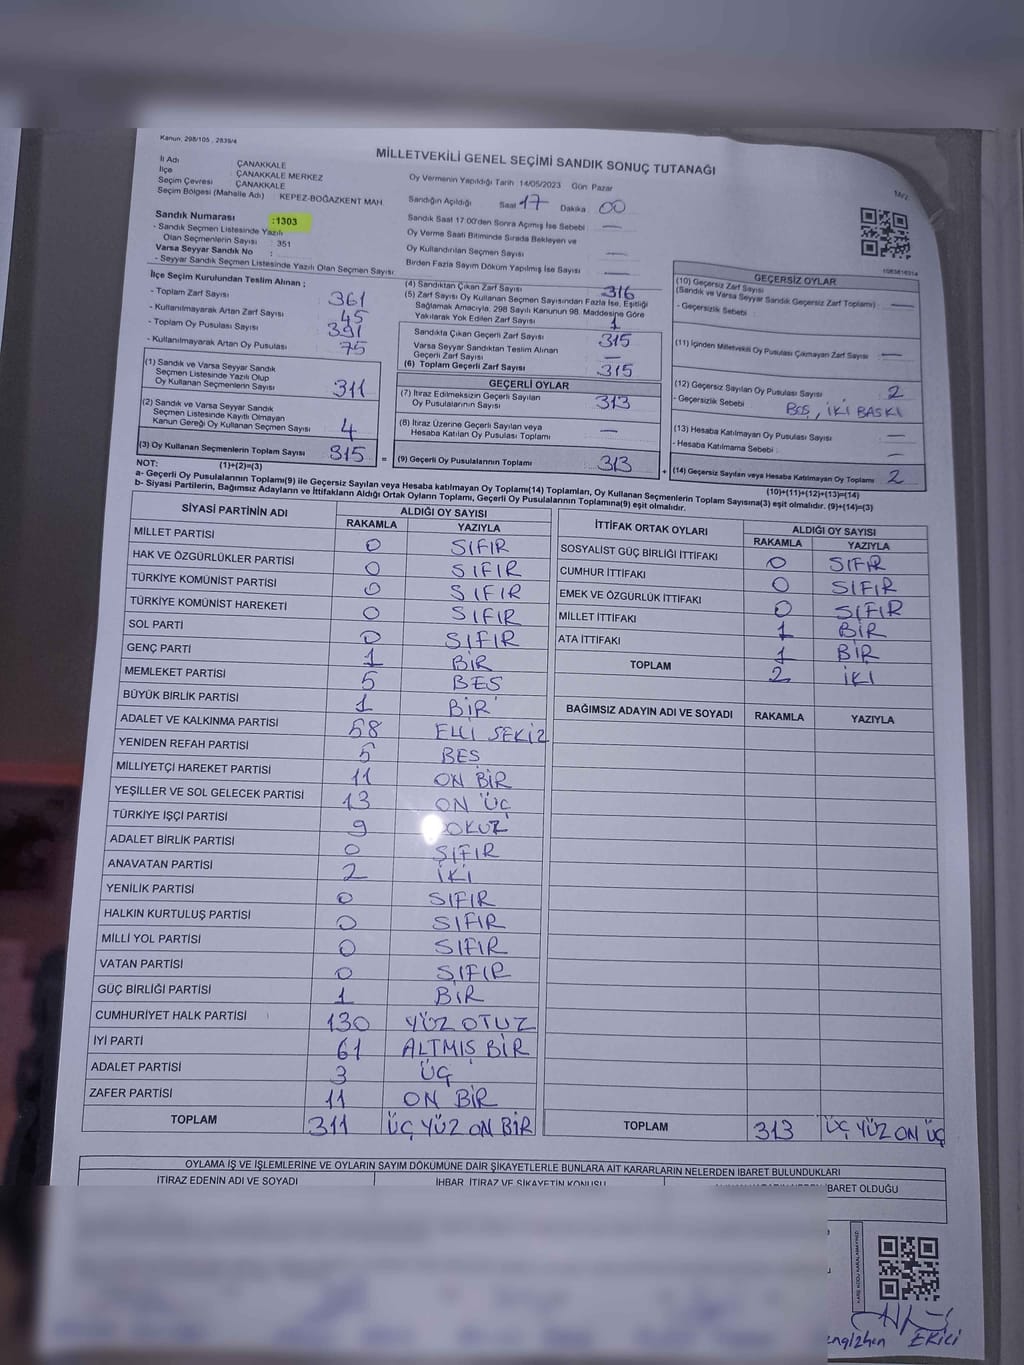 Kanun: 298/105 , 2839/4
MİLLETVEKİLİ GENEL SEÇİMİ SANDIK SONUÇ TUTANAĞI
Mrz.
İl Adı ÇANAKKALE
İlçe ÇANAKKALE MERKEZ
Seçim Çevresi ÇANAKKALE
Seçim Bölgesi (Mahalle Adı) : KEPEZ-BOĞAZKENT MAH.
Oy Vermenin Yapıldığı Tarih 14/05/2023 Gün Pazar
Sandığın Açıldığı Saat 17 Dakika 00
Sandık Saat 17.00'den Sonra Açılmış İse Sebebi —
Oy Verme Saati Bitiminde Sırada Bekleyen ve
Oy Kullandırılan Seçmen Sayısı —
Birden Fazla Sayım Döküm Yapılmış İse Sayısı —
Sandık Numarası :1303
- Sandık Seçmen Listesinde Yazılı
Olan Seçmenlerin Sayısı : 351
Varsa Seyyar Sandık No :
- Seyyar Sandık Seçmen Listesinde Yazılı Olan Seçmen Sayısı:
İlçe Seçim Kurulundan Teslim Alınan ;
- Toplam Zarf Sayısı 361
- Kullanılmayarak Artan Zarf Sayısı 45
- Toplam Oy Pusulası Sayısı 391
- Kullanılmayarak Artan Oy Pusulası 75
(1) Sandık ve Varsa Seyyar Sandık
Seçmen Listesinde Yazılı Olup
Oy Kullanan Seçmenlerin Sayısı 311
(2) Sandık ve Varsa Seyyar Sandık
Seçmen Listesinde Kayıtlı Olmayan
Kanun Gereği Oy Kullanan Seçmen Sayısı 4
(3) Oy Kullanan Seçmenlerin Toplam Sayısı 315
(1)+(2)=(3)
(4) Sandıktan Çıkan Zarf Sayısı 316
(5) Zarf Sayısı Oy Kullanan Seçmen Sayısından Fazla İse, Eşitliği
Sağlamak Amacıyla, 298 Sayılı Kanunun 98. Maddesine Göre
Yakılarak Yok Edilen Zarf Sayısı 1
Sandıkta Çıkan Geçerli Zarf Sayısı 315
Varsa Seyyar Sandıktan Teslim Alınan
Geçerli Zarf Sayısı —
(6) Toplam Geçerli Zarf Sayısı 315
GEÇERLİ OYLAR
(7) İtiraz Edilmeksizin Geçerli Sayılan
Oy Pusulalarının Sayısı 313
(8) İtiraz Üzerine Geçerli Sayılan veya
Hesaba Katılan Oy Pusulası Toplamı —
= (9) Geçerli Oy Pusulalarının Toplamı 313
GEÇERSİZ OYLAR
(10) Geçersiz Zarf Sayısı
(Sandık ve Varsa Seyyar Sandık Geçersiz Zarf Toplamı) —
- Geçersizlik Sebebi :
(11) İçinden Milletvekili Oy Pusulası Çıkmayan Zarf Sayısı —
(12) Geçersiz Sayılan Oy Pusulası Sayısı 2
- Geçersizlik Sebebi : BOŞ, İKİ BASKI
(13) Hesaba Katılmayan Oy Pusulası Sayısı —
- Hesaba Katılmama Sebebi : —
+ (14) Geçersiz Sayılan veya Hesaba Katılmayan Oy Toplamı 2
(10)+(11)+(12)+(13)=(14)
NOT:
a- Geçerli Oy Pusulalarının Toplamı(9) ile Geçersiz Sayılan veya Hesaba katılmayan Oy Toplamı(14) Toplamları, Oy Kullanan Seçmenlerin Toplam Sayısına(3) eşit olmalıdır. (9)+(14)=(3)
b- Siyasi Partilerin, Bağımsız Adayların ve İttifakların Aldığı Ortak Oyların Toplamı, Geçerli Oy Pusulalarının Toplamına(9) eşit olmalıdır.
SİYASİ PARTİNİN ADI ALDIĞI OY SAYISI
RAKAMLA YAZIYLA
MİLLET PARTİSİ 0 SIFIR
HAK VE ÖZGÜRLÜKLER PARTİSİ 0 SIFIR
TÜRKİYE KOMÜNİST PARTİSİ 0 SIFIR
TÜRKİYE KOMÜNİST HAREKETİ 0 SIFIR
SOL PARTİ 0 SIFIR
GENÇ PARTİ 1 BİR
MEMLEKET PARTİSİ 5 BES
BÜYÜK BİRLİK PARTİSİ 1 BİR
ADALET VE KALKINMA PARTİSİ 58 ELLİ SEKİZ
YENİDEN REFAH PARTİSİ 5 BES
MİLLİYETÇİ HAREKET PARTİSİ 11 ON BİR
YEŞİLLER VE SOL GELECEK PARTİSİ 13 ON ÜÇ
TÜRKİYE İŞÇİ PARTİSİ 9 DOKUZ
ADALET BİRLİK PARTİSİ 0 SIFIR
ANAVATAN PARTİSİ 2 İKİ
YENİLİK PARTİSİ 0 SIFIR
HALKIN KURTULUŞ PARTİSİ 0 SIFIR
MİLLİ YOL PARTİSİ 0 SIFIR
VATAN PARTİSİ 0 SIFIR
GÜÇ BİRLİĞİ PARTİSİ 1 BİR
CUMHURİYET HALK PARTİSİ 130 YÜZ OTUZ
İYİ PARTİ 61 ALTMIŞ BİR
ADALET PARTİSİ 3 ÜÇ
ZAFER PARTİSİ 11 ON BİR
TOPLAM 311 ÜÇ YÜZ ON BİR
İTTİFAK ORTAK OYLARI ALDIĞI OY SAYISI
RAKAMLA YAZIYLA
SOSYALİST GÜÇ BİRLİĞİ İTTİFAKI 0 SIFIR
CUMHUR İTTİFAKI 0 SIFIR
EMEK VE ÖZGÜRLÜK İTTİFAKI 0 SIFIR
MİLLET İTTİFAKI 1 BİR
ATA İTTİFAKI 1 BİR
TOPLAM 2 İKİ
BAĞIMSIZ ADAYIN ADI VE SOYADI RAKAMLA YAZIYLA
TOPLAM 313 ÜÇ YÜZ ON ÜÇ
OYLAMA İŞ VE İŞLEMLERİNE VE OYLARIN SAYIM DÖKÜMÜNE DAİR ŞİKAYETLERLE BUNLARA AİT KARARLARIN NELERDEN İBARET BULUNDUKLARI
İTİRAZ EDENİN ADI VE SOYADI İHBAR, İTİRAZ VE ŞİKAYETİN KONUSU İBARET OLDUĞU
KARE KODU KARALAMAYINIZ!
EKİCİ